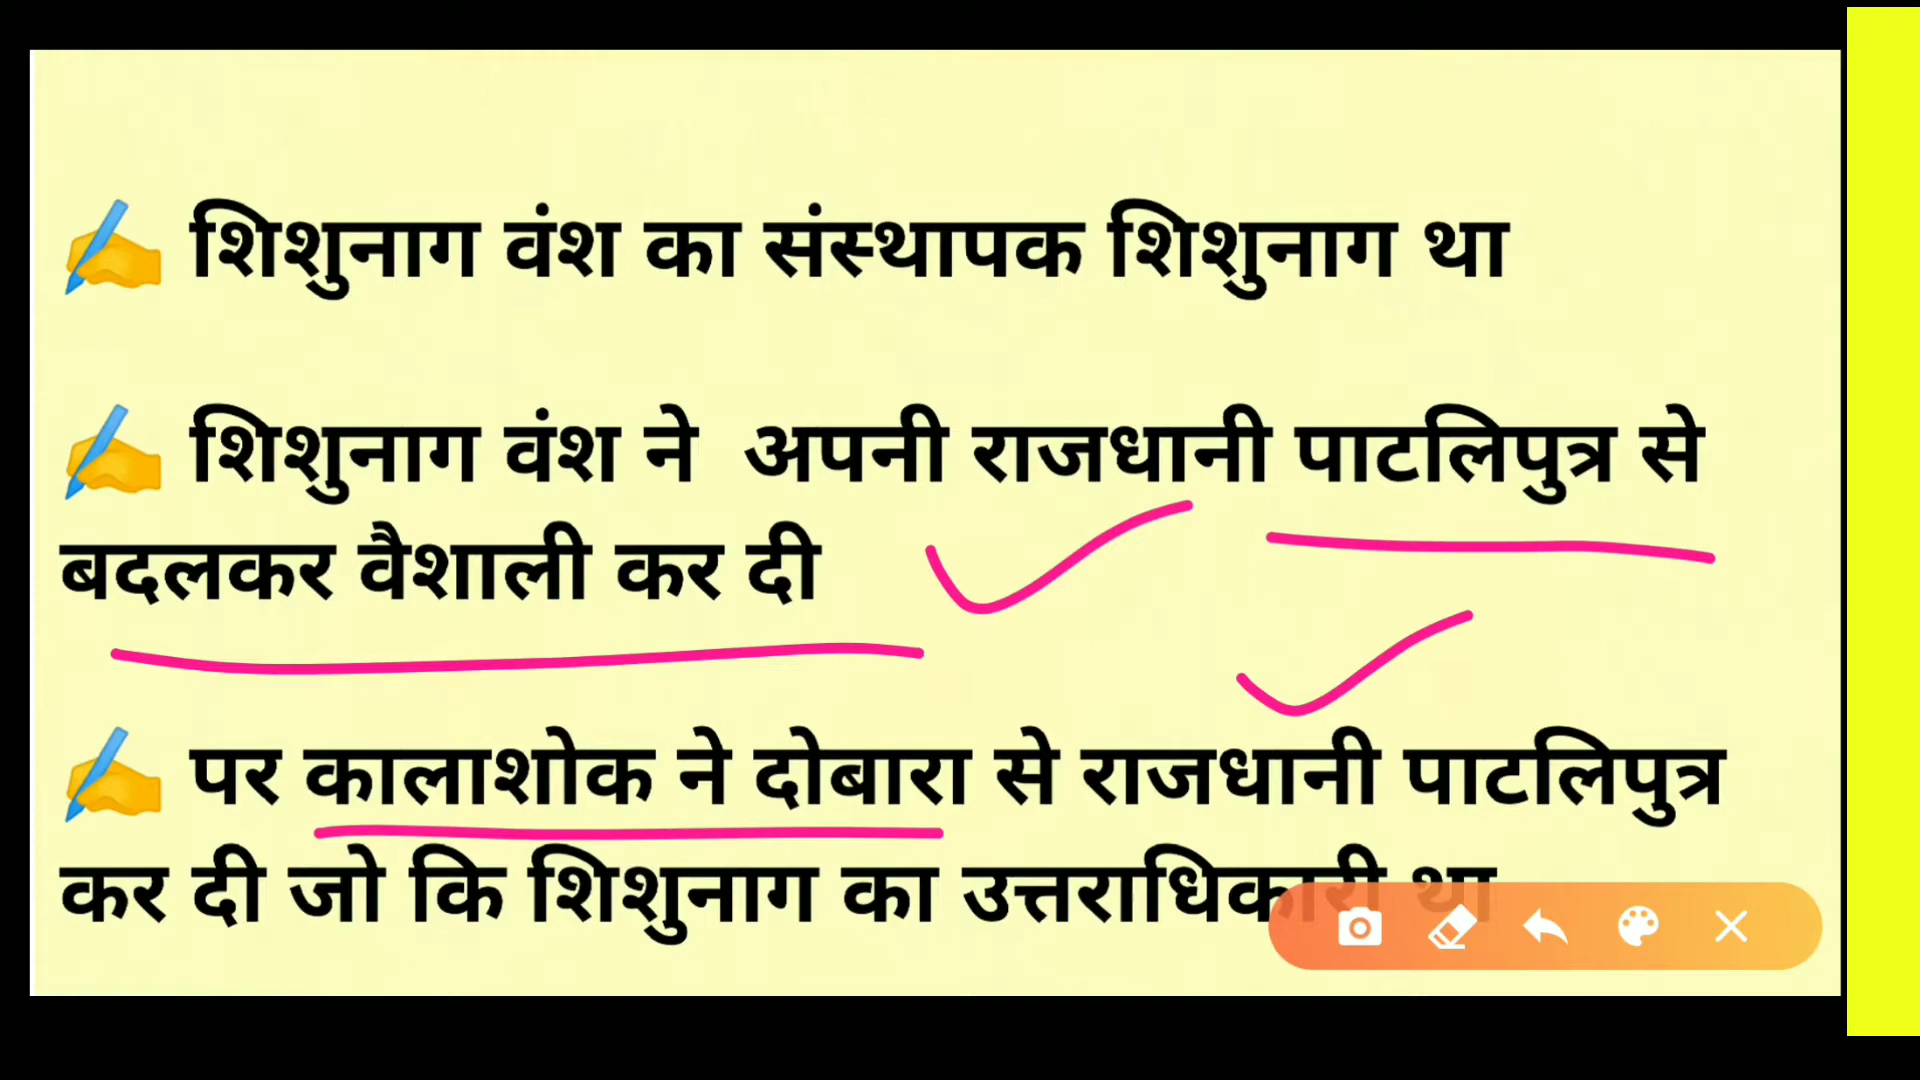 ✍ शिशुनाग वंश का संस्थापक शिशुनाग था
✍ शिशुनाग वंश ने अपनी राजधानी पाटलिपुत्र से
बदलकर वैशाली कर दी
✍ पर कालाशोक ने दोबारा से राजधानी पाटलिपुत्र
कर दी जो कि शिशुनाग का उत्तराधिकारी था